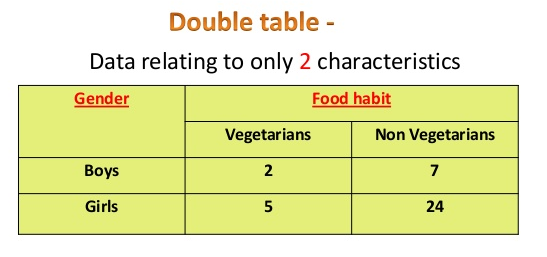 Double table -
Data relating to only 2 characteristics
Gender Food habit
Vegetarians Non Vegetarians
Boys 2 7
Girls 5 24